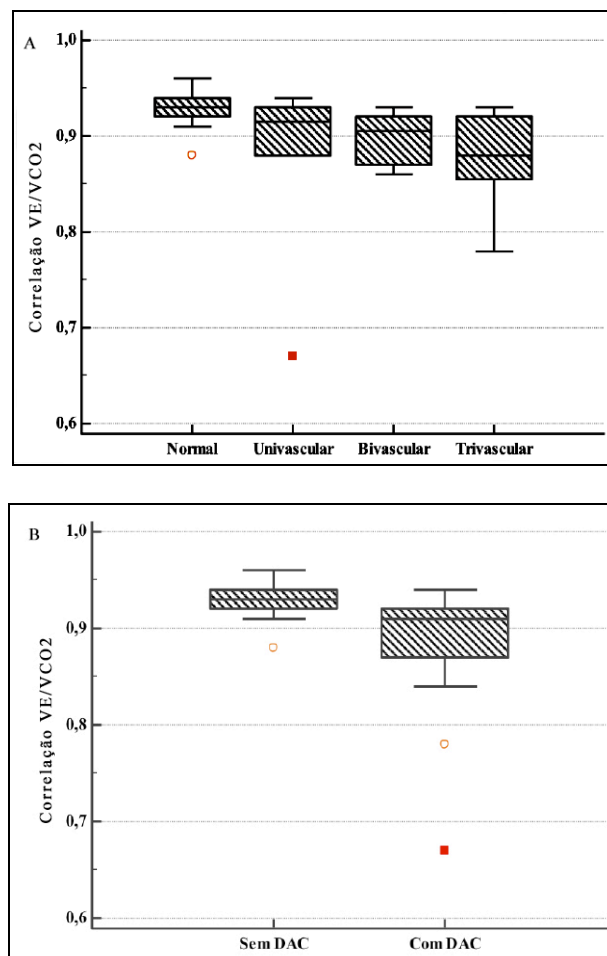 A
1,0
0,9
0,8
0,7
0,6
Correlação VE/VCO2
Normal Univascular Bivascular Trivascular
B
1,0
0,9
0,8
0,7
0,6
Correlação VE/VCO2
Sem DAC Com DAC